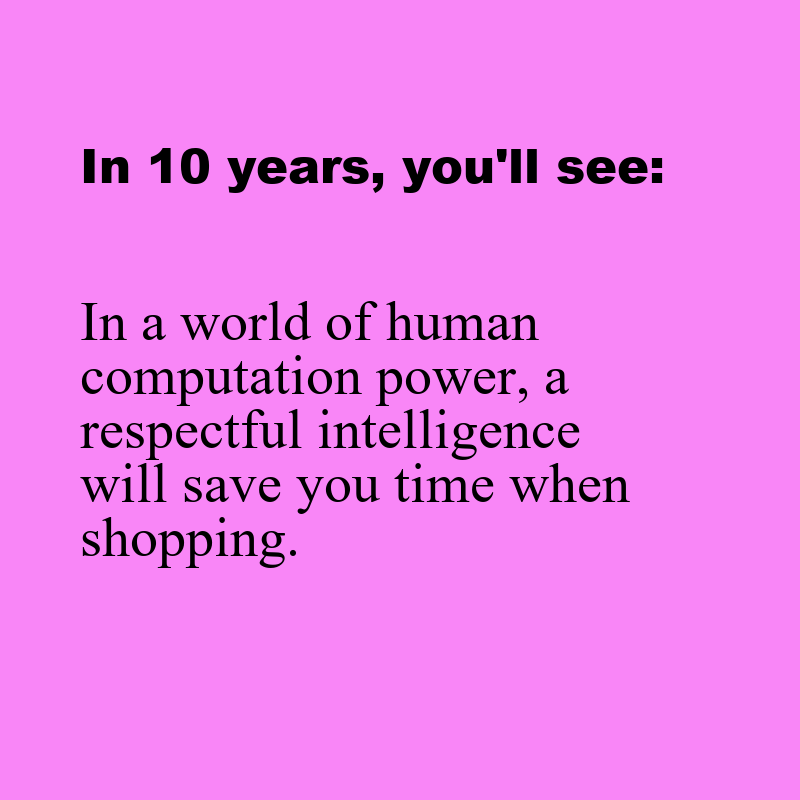 In 10 years, you'll see:
In a world of human
computation power, a
respectful intelligence
will save you time when
shopping.